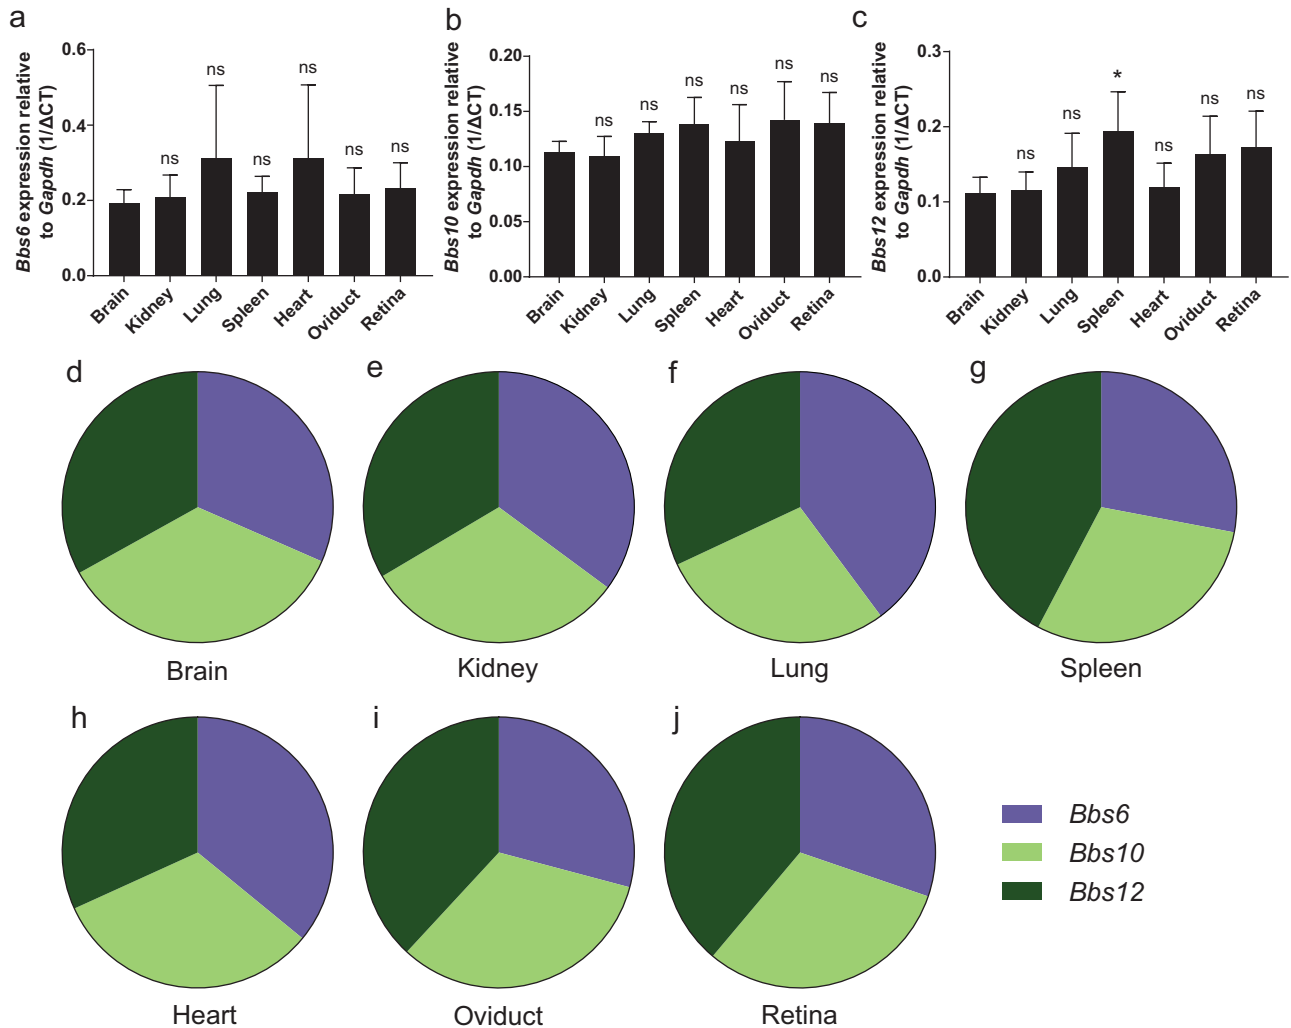 a
Bbs6 expression relative
to Gapdh (1/ΔCT)
0.6
0.4
0.2
0.0
ns
ns
ns
ns
ns
ns
Brain
Kidney
Lung
Spleen
Heart
Oviduct
Retina
b
Bbs10 expression relative
to Gapdh (1/ΔCT)
0.20
0.15
0.10
0.05
0.00
ns
ns
ns
ns
ns
ns
Brain
Kidney
Lung
Spleen
Heart
Oviduct
Retina
c
Bbs12 expression relative
to Gapdh (1/ΔCT)
0.3
0.2
0.1
0.0
ns
ns
*
ns
ns
ns
Brain
Kidney
Lung
Spleen
Heart
Oviduct
Retina
d
Brain
e
Kidney
f
Lung
g
Spleen
h
Heart
i
Oviduct
j
Retina
Bbs6
Bbs10
Bbs12